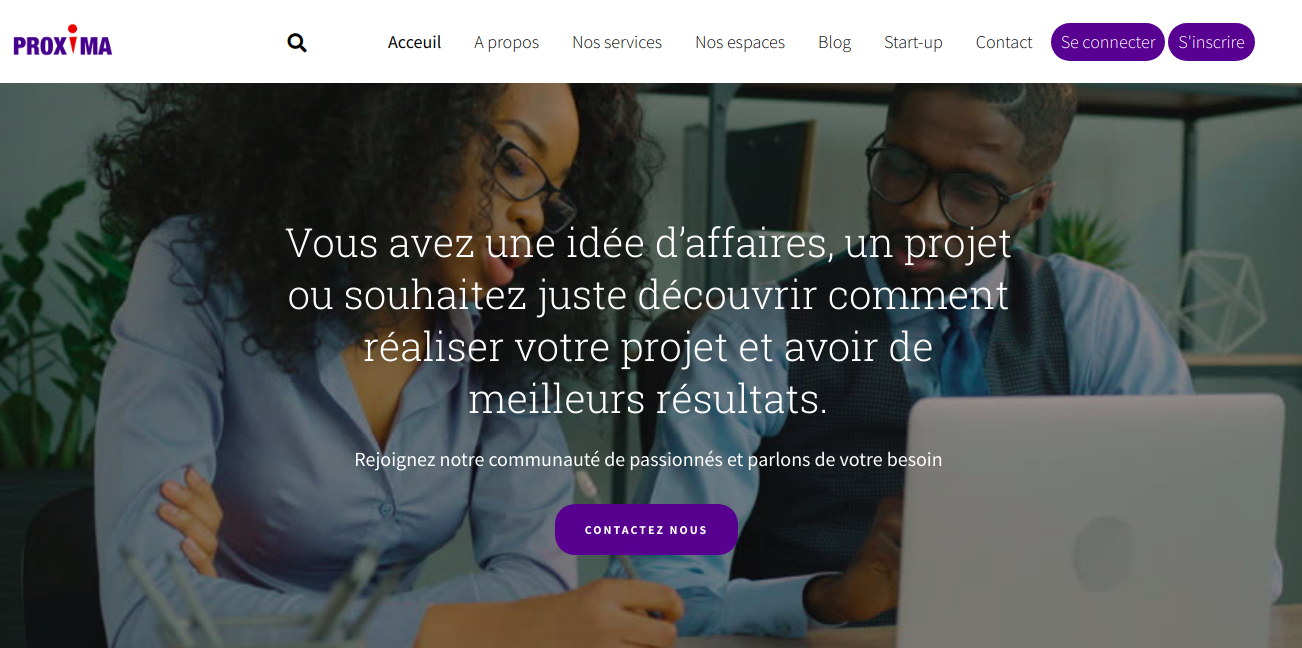 PROXIMA
Acceuil
A propos
Nos services
Nos espaces
Blog
Start-up
Contact
Se connecter
S'inscrire
Vous avez une idée d’affaires, un projet
ou souhaitez juste découvrir comment
réaliser votre projet et avoir de
meilleurs résultats.
Rejoignez notre communauté de passionnés et parlons de votre besoin
CONTACTEZ NOUS